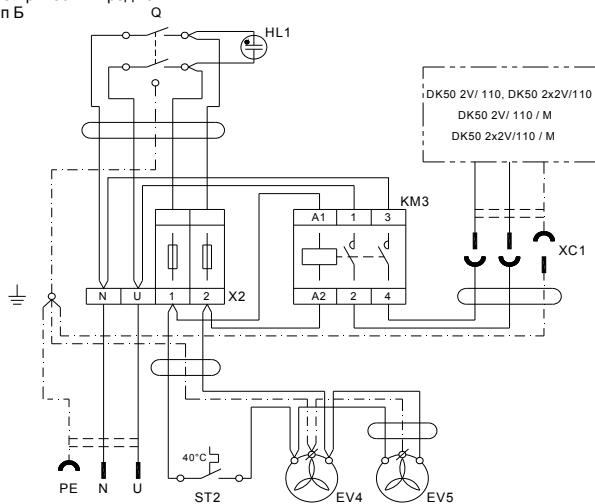 п Б
Q
HL1
DK50 2V/ 110, DK50 2x2V/110
DK50 2V/ 110 / M
DK50 2x2V/110 / M
KM3
A1 1 3
XC1
N U 1 2 X2
A2 2 4
40°C
PE N U
ST2
EV4
EV5